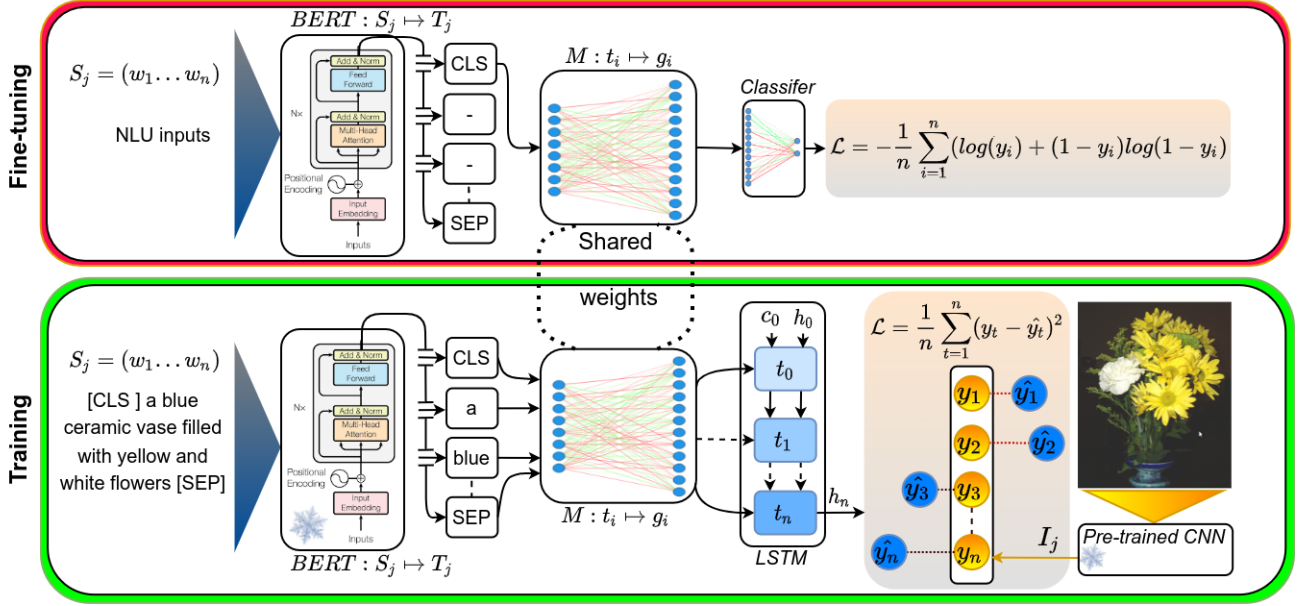 Fine-tuning
BERT : S_j ↦ T_j
S_j = (w_1 … w_n)
NLU inputs
Add & Norm
Feed
Forward
N×
Add & Norm
Multi-Head
Attention
Positional
Encoding
Input
Embedding
Inputs
CLS
-
-
SEP
M : t_i ↦ g_i
Classifer
ℒ = -1/n ∑_{i=1}^{n} (log(y_i) + (1 - y_i)log(1 - y_i)
Shared
weights
Training
S_j = (w_1 … w_n)
[CLS ] a blue
ceramic vase filled
with yellow and
white flowers [SEP]
Add & Norm
Feed
Forward
N×
Add & Norm
Multi-Head
Attention
Positional
Encoding
Input
Embedding
Inputs
BERT : S_j ↦ T_j
CLS
a
blue
SEP
M : t_i ↦ g_i
c_0 h_0
t_0
t_1
t_n
LSTM
h_n
ℒ = 1/n ∑_{t=1}^{n} (y_t - ŷ_t)^2
y_1 ŷ_1
y_2 ŷ_2
ŷ_3 y_3
ŷ_n y_n
I_j
Pre-trained CNN